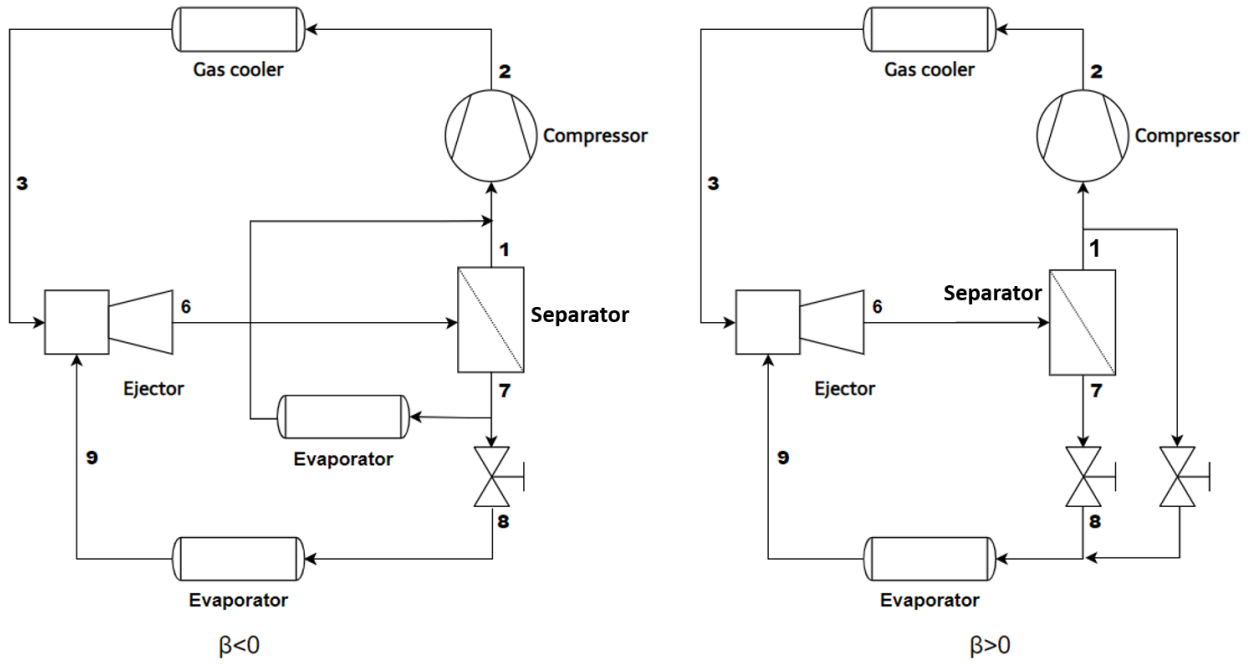 Gas cooler
2
Compressor
3
1
6
Separator
Ejector
7
Evaporator
9
8
Evaporator
β<0
Gas cooler
2
Compressor
3
1
6
Separator
Ejector
7
9
8
Evaporator
β>0